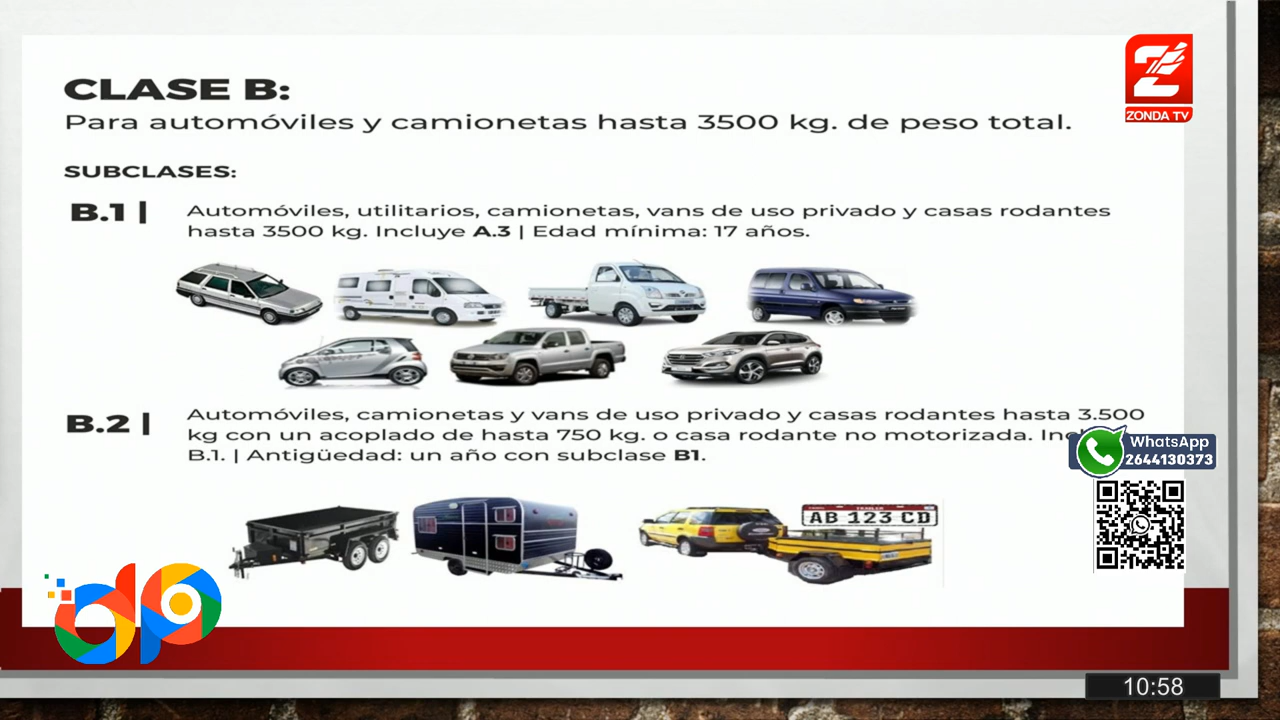 CLASE B:
Para automóviles y camionetas hasta 3500 kg. de peso total.
ZONDA TV
SUBCLASES:
B.1 | Automóviles, utilitarios, camionetas, vans de uso privado y casas rodantes
hasta 3500 kg. Incluye A.3 | Edad mínima: 17 años.
B.2 | Automóviles, camionetas y vans de uso privado y casas rodantes hasta 3.500
kg con un acoplado de hasta 750 kg. o casa rodante no motorizada.
B.1. | Antigüedad: un año con subclase B1.
WhatsApp
2644130373
TRAILER
AB 123 CD
dp
10:58